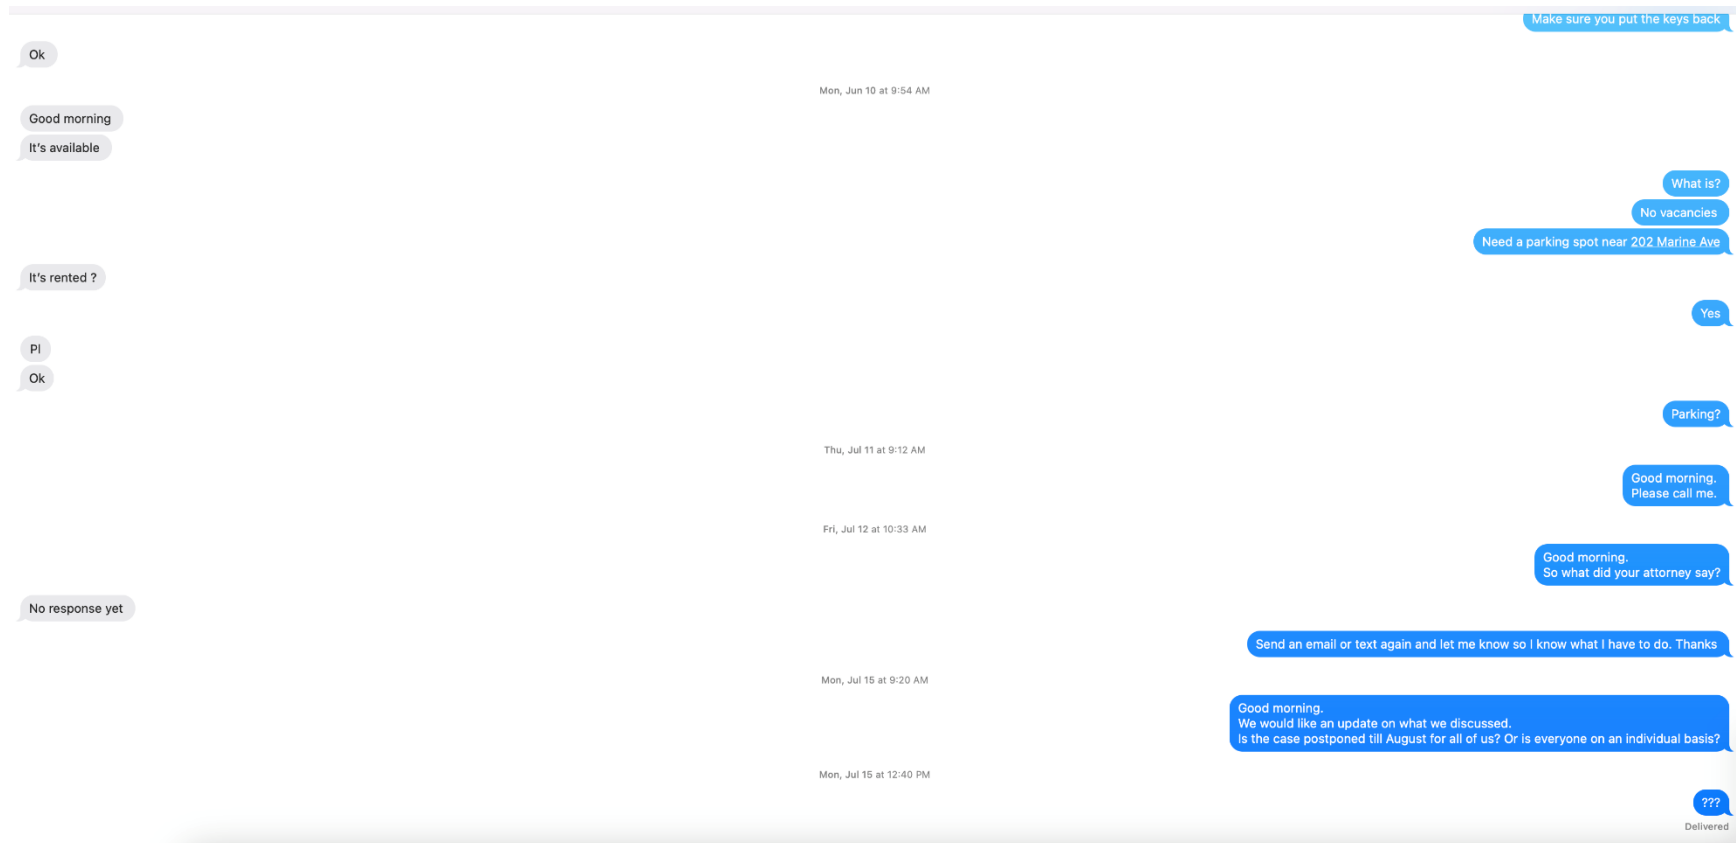 Make sure you put the keys back
Ok
Mon, Jun 10 at 9:54 AM
Good morning
It's available
What is?
No vacancies
Need a parking spot near 202 Marine Ave
It's rented ?
Yes
Pl
Ok
Parking?
Thu, Jul 11 at 9:12 AM
Good morning.
Please call me.
Fri, Jul 12 at 10:33 AM
Good morning.
So what did your attorney say?
No response yet
Send an email or text again and let me know so I know what I have to do. Thanks
Mon, Jul 15 at 9:20 AM
Good morning.
We would like an update on what we discussed.
Is the case postponed till August for all of us? Or is everyone on an individual basis?
Mon, Jul 15 at 12:40 PM
???
Delivered